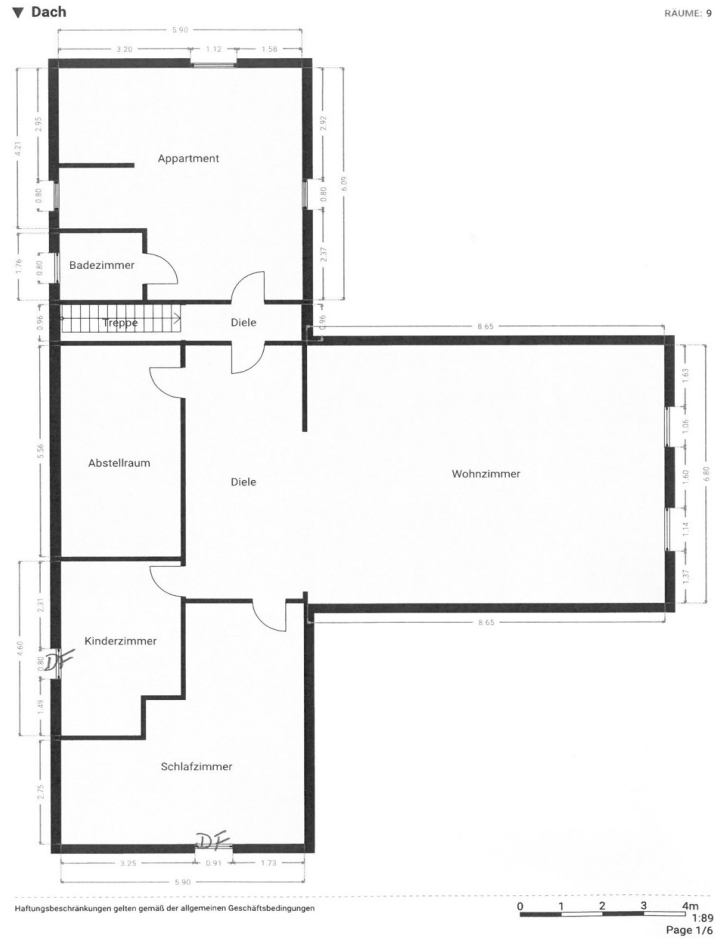 ▼ Dach
RÄUME: 9
5.90
3.20 1.12 1.58
2.95
4.21
0.80
2.92
0.80
6.09
2.37
Appartment
1.76
0.80
Badezimmer
0.96
Treppe
Diele
0.96
8.65
5.56
Abstellraum
Diele
Wohnzimmer
1.63
1.06
1.60
1.14
1.37
6.80
8.65
4.60
2.31
0.80
DF
1.49
Kinderzimmer
2.75
Schlafzimmer
DF
3.25 0.91 1.73
5.90
Haftungsbeschränkungen gelten gemäß der allgemeinen Geschäftsbedingungen
0 1 2 3 4m
1:89
Page 1/6